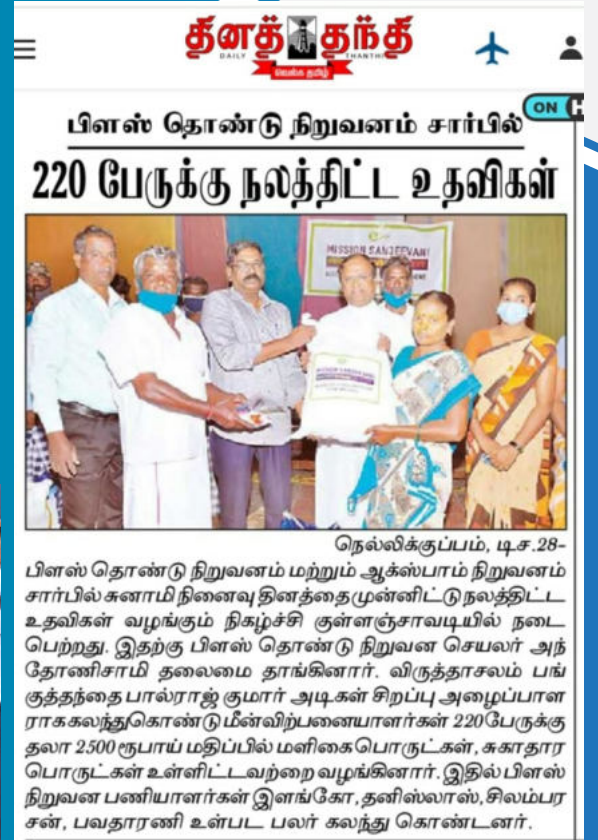 தினத் தந்தி
DAILY THANTHI
வெல்க தமிழ்
ON
பிளஸ் தொண்டு நிறுவனம் சார்பில்
220 பேருக்கு நலத்திட்ட உதவிகள்
MISSION SANJEEVANI
நெல்லிக்குப்பம், டிச.28-
பிளஸ் தொண்டு நிறுவனம் மற்றும் ஆக்ஸ்பாம் நிறுவனம்
சார்பில் சுனாமி நினைவு தினத்தை முன்னிட்டு நலத்திட்ட
உதவிகள் வழங்கும் நிகழ்ச்சி குள்ளஞ்சாவடியில் நடை
பெற்றது. இதற்கு பிளஸ் தொண்டு நிறுவன செயலர் அந்
தோணிசாமி தலைமை தாங்கினார். விருத்தாசலம் பங்
குத்தந்தை பால்ராஜ் குமார் அடிகள் சிறப்பு அழைப்பாள
ராக கலந்துகொண்டு மீன்விற்பனையாளர்கள் 220 பேருக்கு
தலா 2500 ரூபாய் மதிப்பில் மளிகை பொருட்கள், சுகாதார
பொருட்கள் உள்ளிட்டவற்றை வழங்கினார். இதில் பிளஸ்
நிறுவன பணியாளர்கள் இளங்கோ, தனிஸ்லாஸ், சிலம்பர
சன், பவதாரணி உள்பட பலர் கலந்து கொண்டனர்.